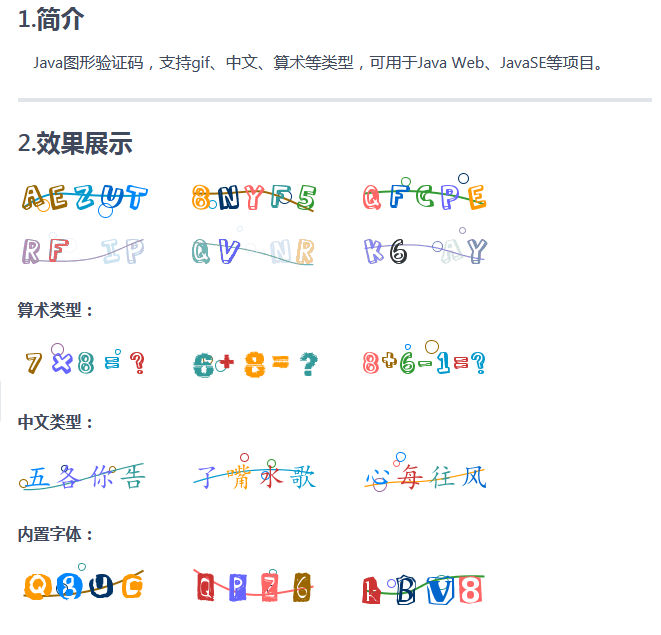 1.简介
Java图形验证码，支持gif、中文、算术等类型，可用于Java Web、JavaSE等项目。
2.效果展示
AEZUT 8NYF5 QFCPE
RF IP QV NR K6 AY
算术类型：
7×8=? 6+8=? 8+6-1=?
中文类型：
五各你告 子嘴水歌 心每往风
内置字体：
QPZ6 kBV8